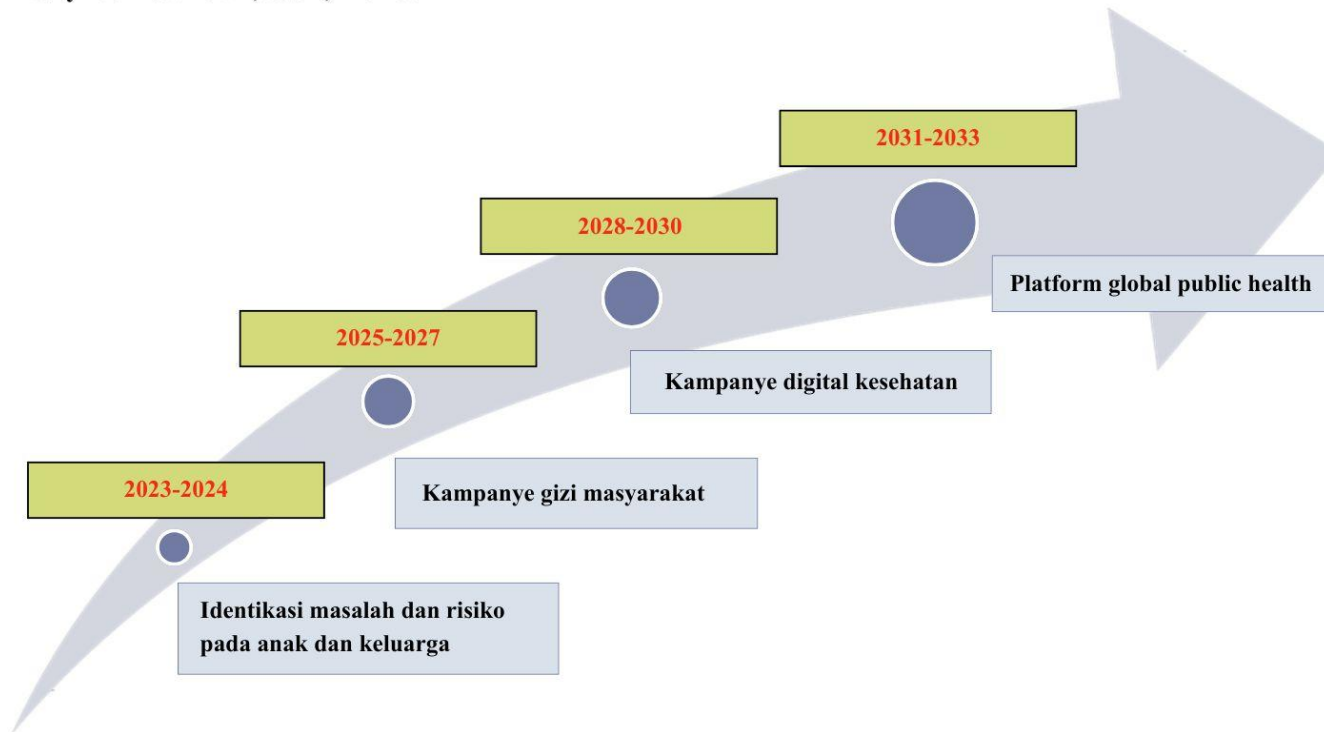 2023-2024
Identikasi masalah dan risiko
pada anak dan keluarga
2025-2027
Kampanye gizi masyarakat
2028-2030
Kampanye digital kesehatan
2031-2033
Platform global public health